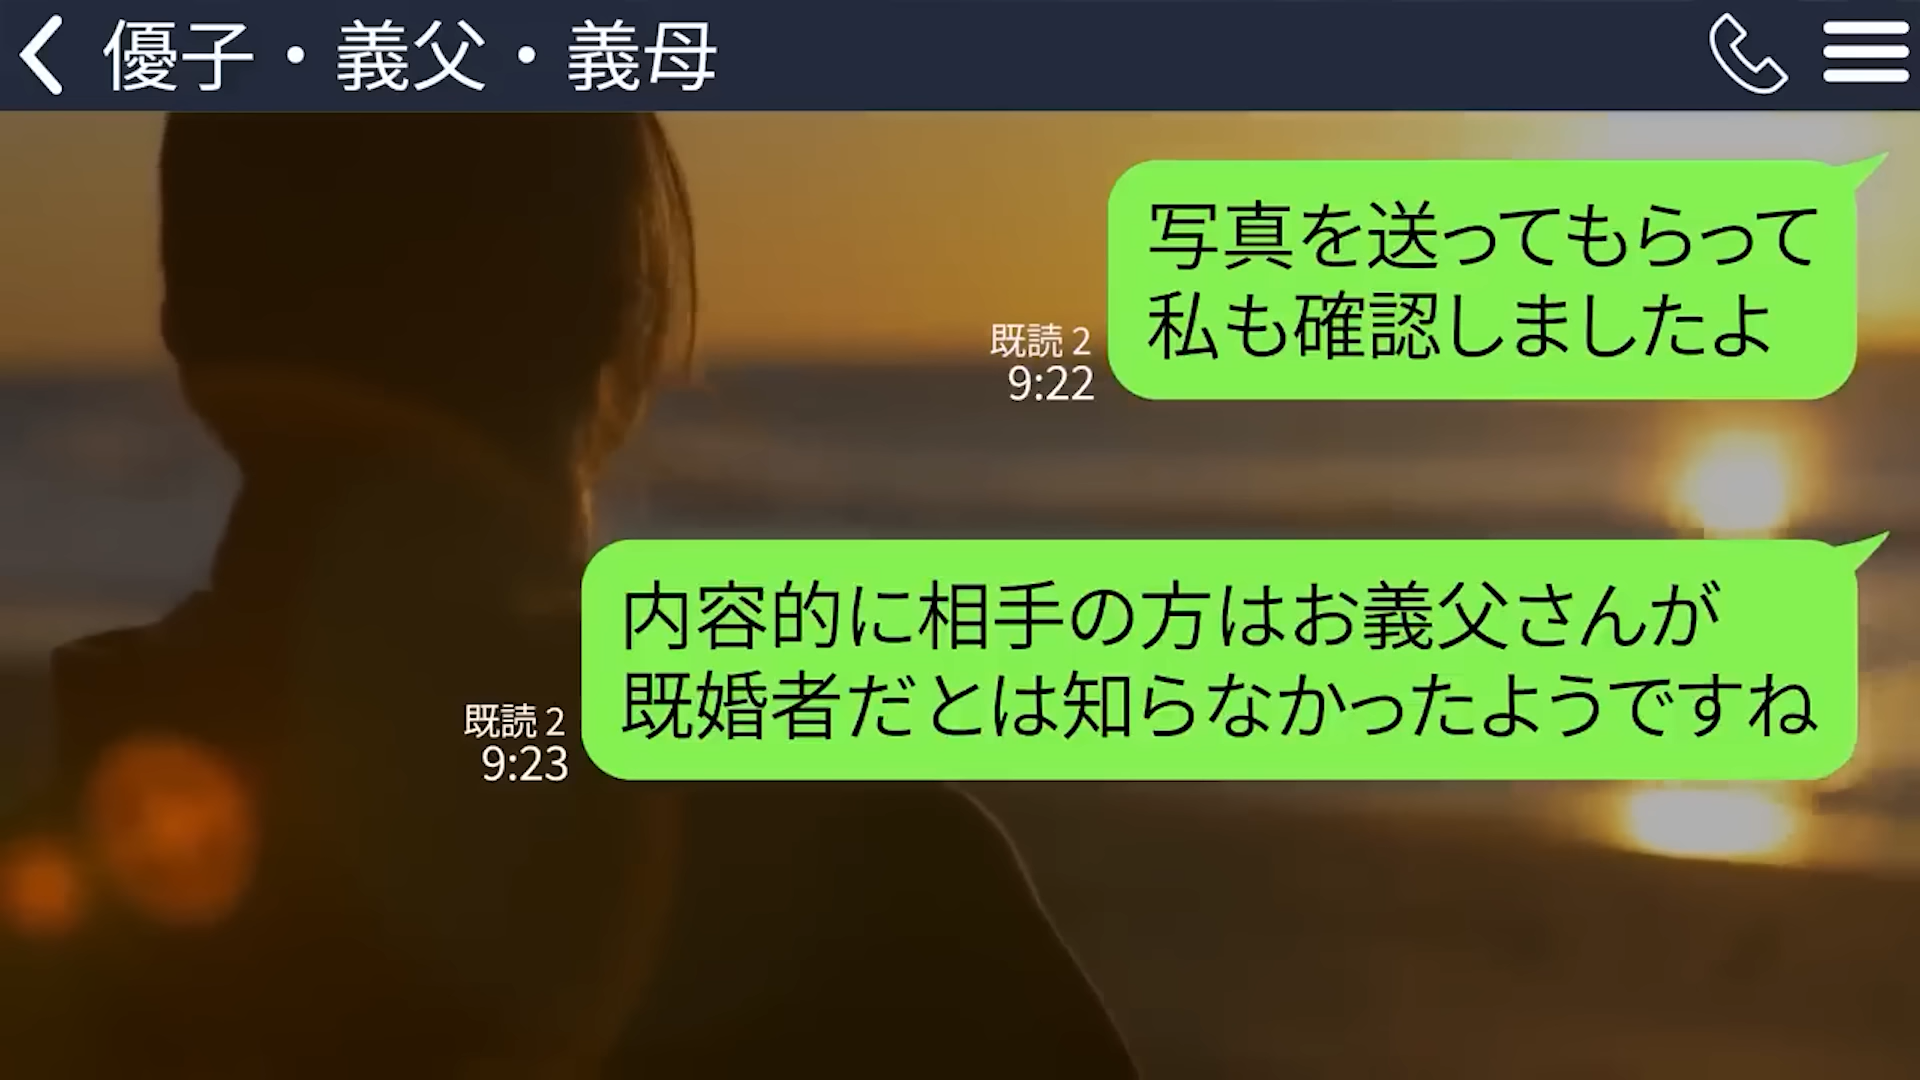 優子・義父・義母
写真を送ってもらって
私も確認しましたよ
既読 2
9:22
内容的に相手の方はお義父さんが
既婚者だとは知らなかったようですね
既読 2
9:23